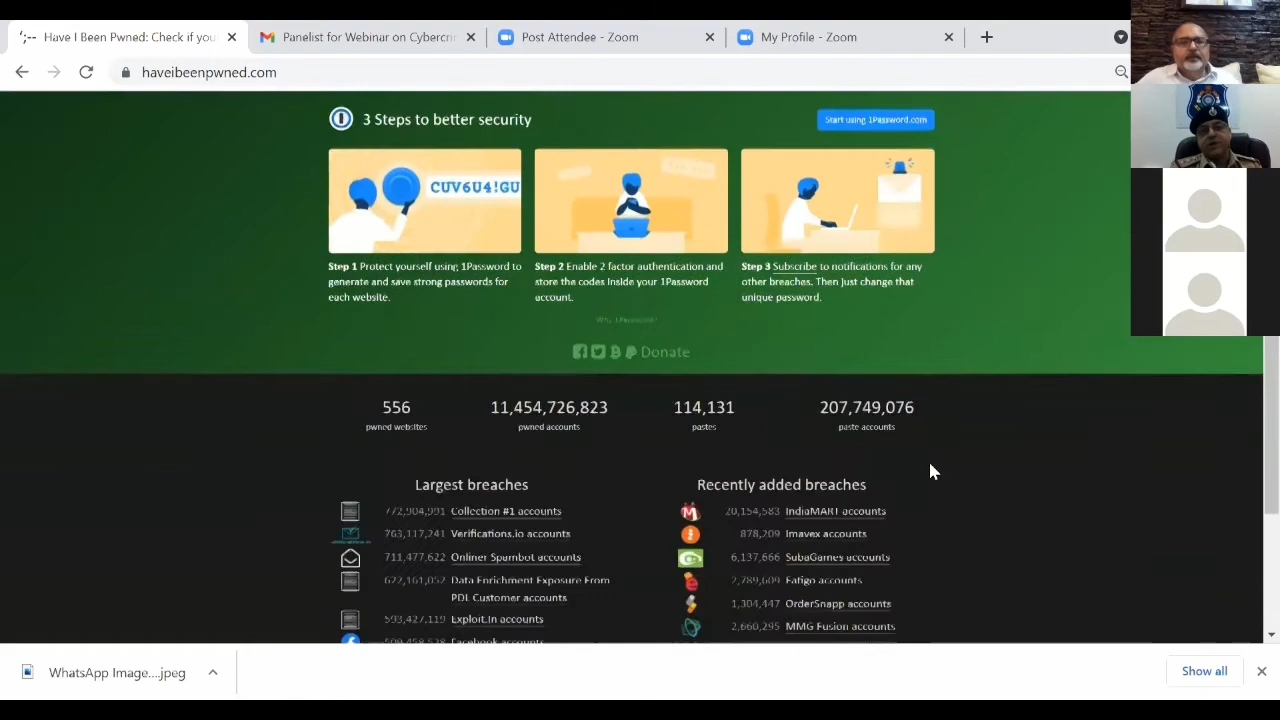 Have I Been Pwned: Check if you
Panelist for Webinar on Cybercri
Post Attendee - Zoom
My Profile - Zoom
haveibeenpwned.com
3 Steps to better security
Start using 1Password.com
CUV6U4!GU
Step 1 Protect yourself using 1Password to
generate and save strong passwords for
each website.
Step 2 Enable 2 factor authentication and
store the codes inside your 1Password
account.
Step 3 Subscribe to notifications for any
other breaches. Then just change that
unique password.
Why 1Password?
Donate
556
pwned websites
11,454,726,823
pwned accounts
114,131
pastes
207,749,076
paste accounts
Largest breaches
772,904,991 Collection #1 accounts
763,117,241 Verifications.io accounts
711,477,622 Onliner Spambot accounts
622,161,052 Data Enrichment Exposure From
PDL Customer accounts
593,427,119 Exploit.In accounts
509,458,528 Facebook accounts
Recently added breaches
20,154,583 IndiaMART accounts
878,209 Imavex accounts
6,137,666 SubaGames accounts
2,789,609 Fatigo accounts
1,304,447 OrderSnapp accounts
2,660,295 MMG Fusion accounts
WhatsApp Image....jpeg
Show all